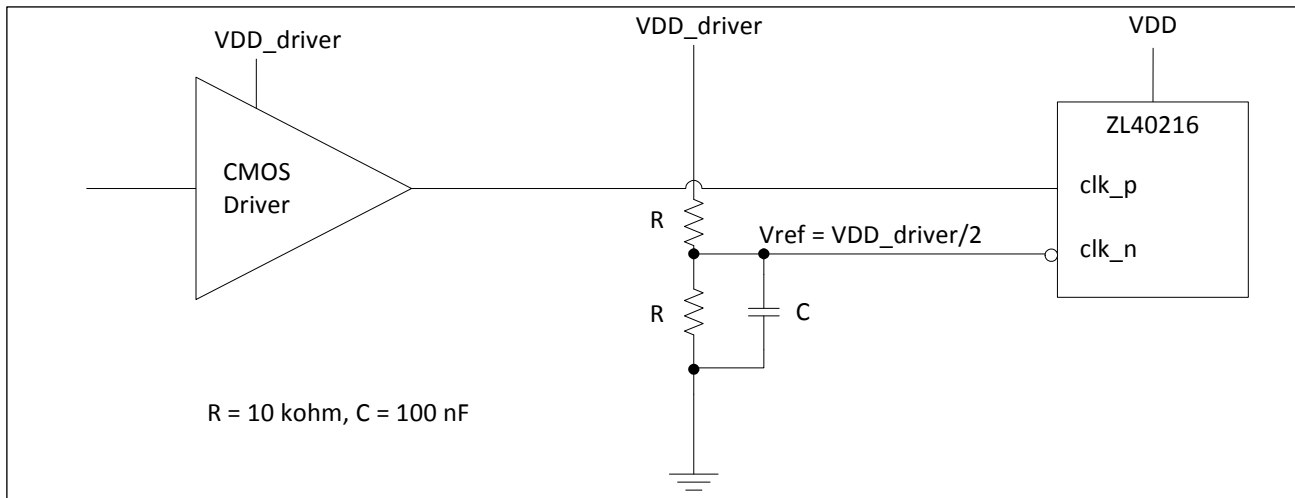 VDD_driver
VDD_driver
VDD
ZL40216
CMOS
Driver
clk_p
R
Vref = VDD_driver/2
clk_n
R
C
R = 10 kohm, C = 100 nF